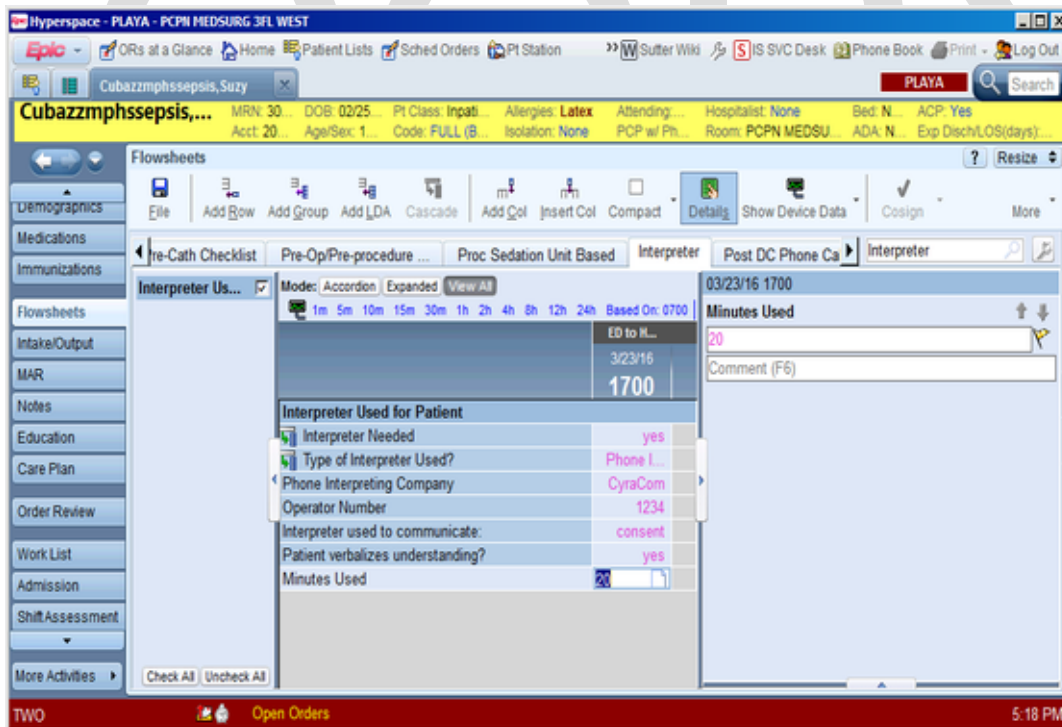 Hyperspace - PLAYA - PCPN MEDSURG 3FL WEST
Epic ORs at a Glance Home Patient Lists Sched Orders Pt Station Sutter Wiki IS SVC Desk Phone Book Print Log Out
Cubazzmphssepsis, Suzy PLAYA Search
Cubazzmphssepsis,... MRN: 30... DOB: 02/25... Pt Class: Inpati... Allergies: Latex Attending:... Hospitalist: None Bed: N... ACP: Yes
Acct: 20... Age/Sex: 1... Code: FULL (B... Isolation: None PCP w/ Ph... Room: PCPN MEDSU... ADA: N... Exp Disch/LOS(days):...
Flowsheets ? Resize
File Add Row Add Group Add LDA Cascade Add Col Insert Col Compact Details Show Device Data Cosign More
Pre-Cath Checklist Pre-Op/Pre-procedure ... Proc Sedation Unit Based Interpreter Post DC Phone Ca Interpreter
Demographics
Medications
Immunizations
Flowsheets
Intake/Output
MAR
Notes
Education
Care Plan
Order Review
Work List
Admission
Shift Assessment
More Activities
Interpreter Us...
Check All Uncheck All
Mode: Accordion Expanded View All
1m 5m 10m 15m 30m 1h 2h 4h 8h 12h 24h Based On: 0700
ED to H...
3/23/16
1700
Interpreter Used for Patient
Interpreter Needed yes
Type of Interpreter Used? Phone I...
Phone Interpreting Company CyraCom
Operator Number 1234
Interpreter used to communicate: consent
Patient verbalizes understanding? yes
Minutes Used 20
03/23/16 1700
Minutes Used
20
Comment (F6)
TWO Open Orders 5:18 PM